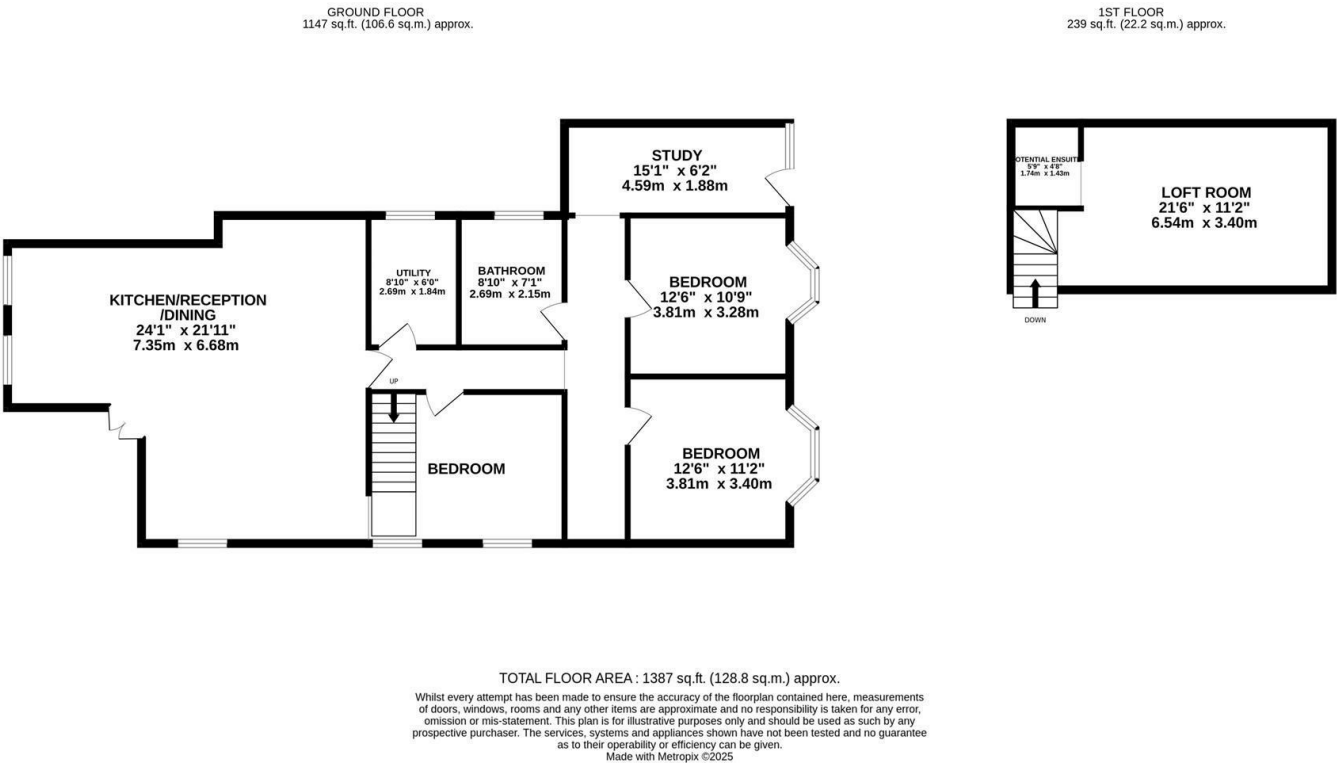 GROUND FLOOR
1147 sq.ft. (106.6 sq.m.) approx.
1ST FLOOR
239 sq.ft. (22.2 sq.m.) approx.
STUDY
15'1" x 6'2"
4.59m x 1.88m
OTENTIAL ENSUIT
5'9" x 4'8"
1.74m x 1.43m
LOFT ROOM
21'6" x 11'2"
6.54m x 3.40m
DOWN
KITCHEN/RECEPTION
/DINING
24'1" x 21'11"
7.35m x 6.68m
UTILITY
8'10" x 6'0"
2.69m x 1.84m
BATHROOM
8'10" x 7'1"
2.69m x 2.15m
BEDROOM
12'6" x 10'9"
3.81m x 3.28m
UP
BEDROOM
BEDROOM
12'6" x 11'2"
3.81m x 3.40m
TOTAL FLOOR AREA : 1387 sq.ft. (128.8 sq.m.) approx.
Whilst every attempt has been made to ensure the accuracy of the floorplan contained here, measurements
of doors, windows, rooms and any other items are approximate and no responsibility is taken for any error,
omission or mis-statement. This plan is for illustrative purposes only and should be used as such by any
prospective purchaser. The services, systems and appliances shown have not been tested and no guarantee
as to their operability or efficiency can be given.
Made with Metropix ©2025